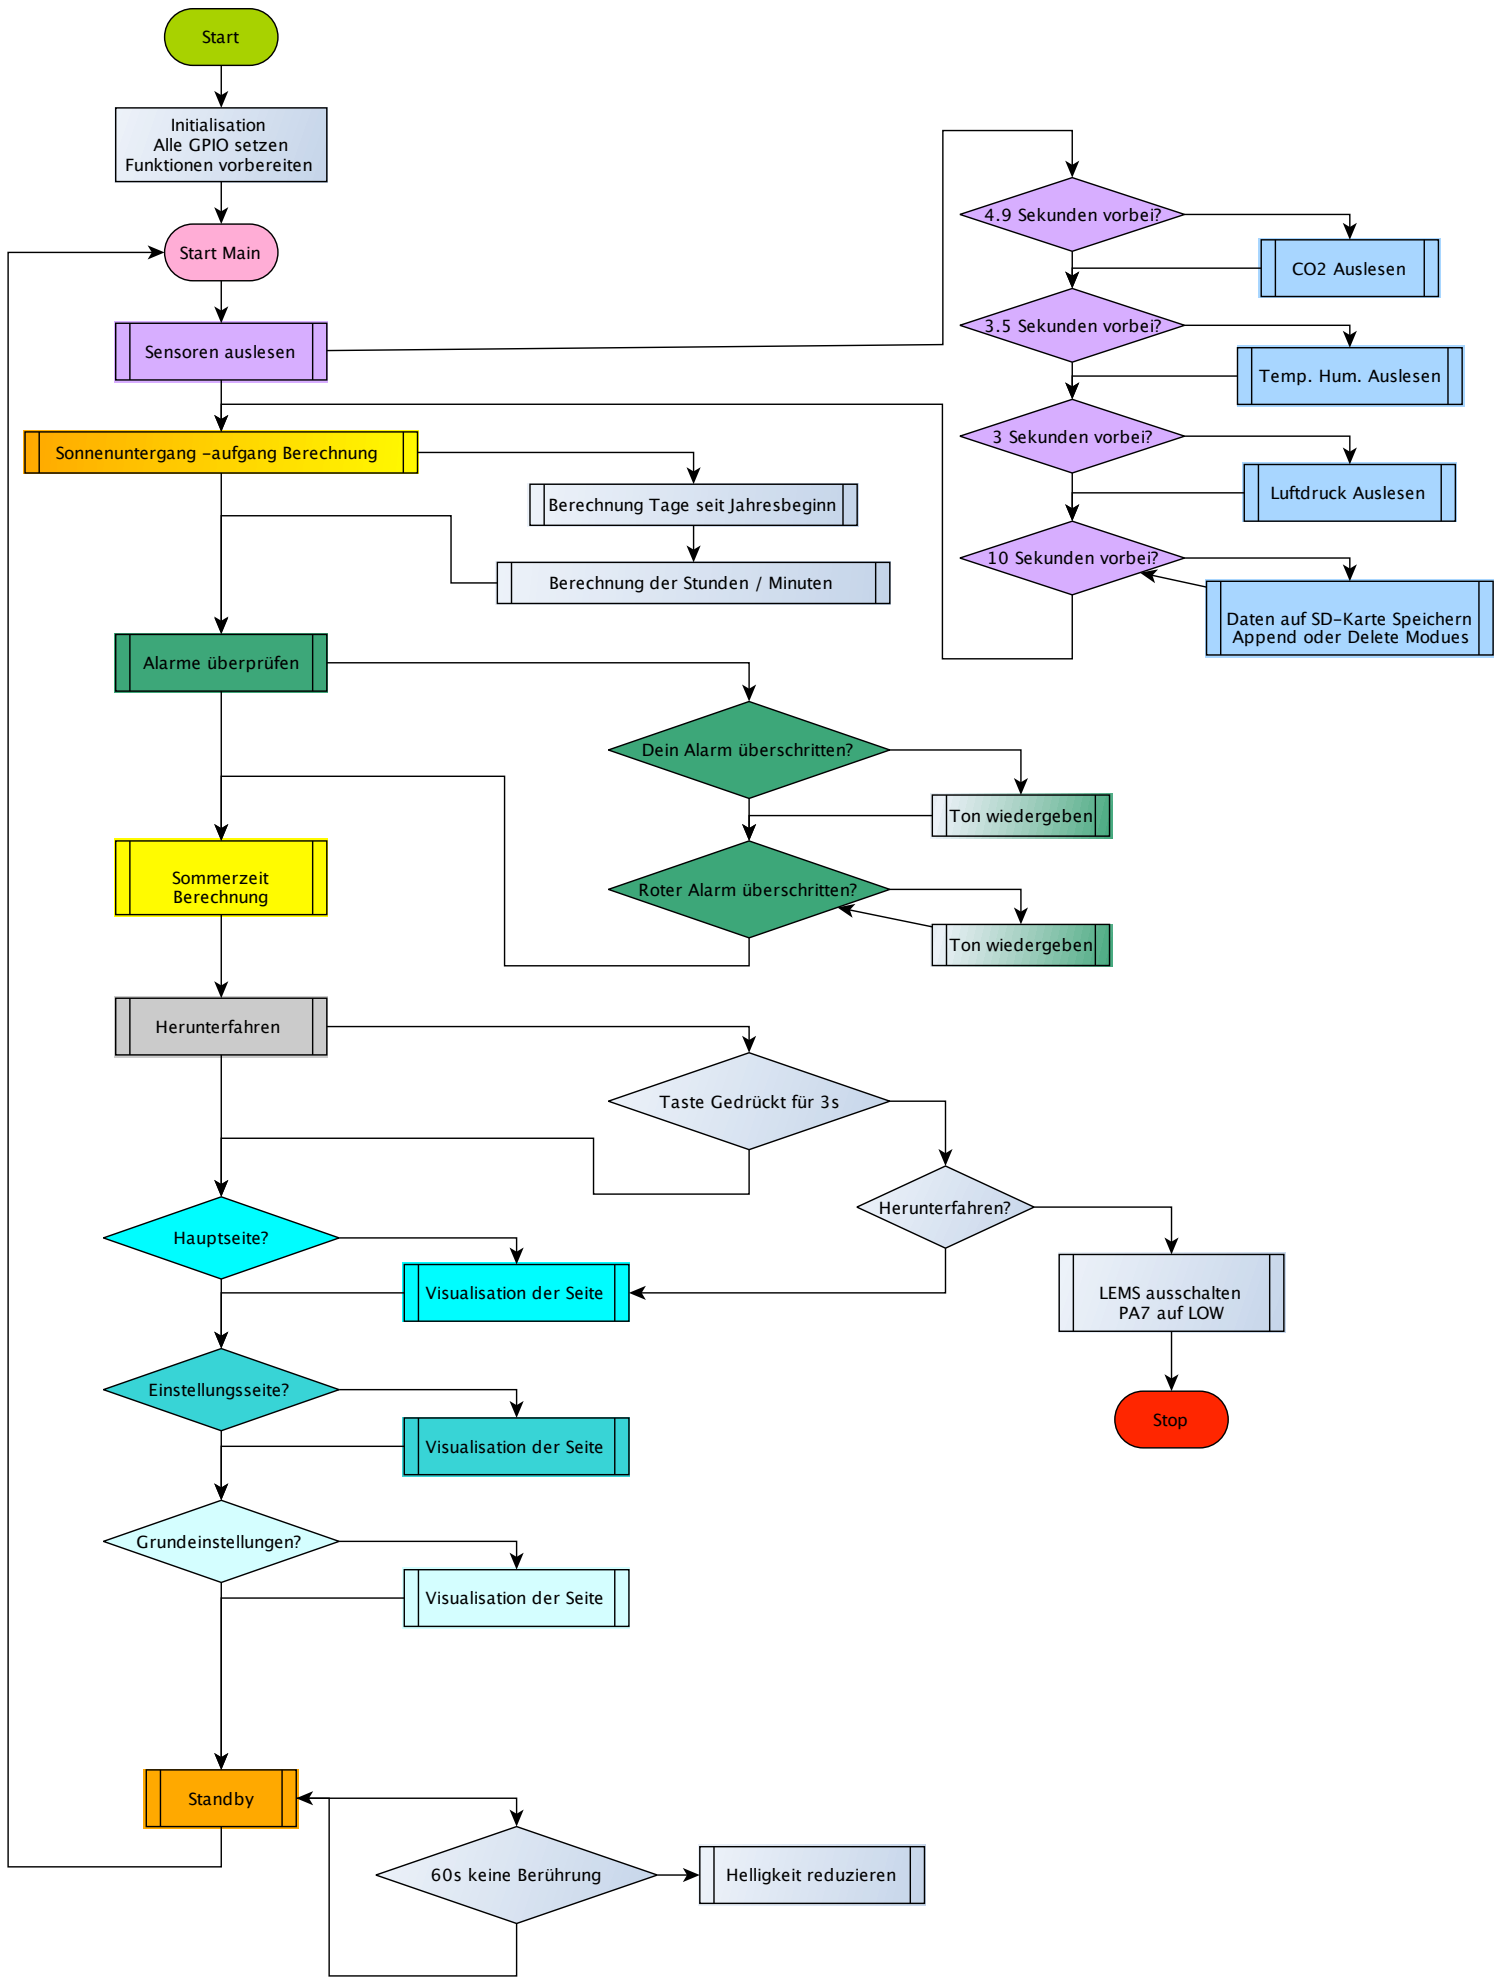 Start
Initialisation
Alle GPIO setzen
Funktionen vorbereiten
Start Main
Sensoren auslesen
4.9 Sekunden vorbei?
CO2 Auslesen
3.5 Sekunden vorbei?
Temp. Hum. Auslesen
3 Sekunden vorbei?
Luftdruck Auslesen
10 Sekunden vorbei?
Daten auf SD-Karte Speichern
Append oder Delete Modues
Sonnenuntergang -aufgang Berechnung
Berechnung Tage seit Jahresbeginn
Berechnung der Stunden / Minuten
Alarme überprüfen
Dein Alarm überschritten?
Ton wiedergeben
Roter Alarm überschritten?
Ton wiedergeben
Sommerzeit
Berechnung
Herunterfahren
Taste Gedrückt für 3s
Herunterfahren?
LEMS ausschalten
PA7 auf LOW
Stop
Hauptseite?
Visualisation der Seite
Einstellungsseite?
Visualisation der Seite
Grundeinstellungen?
Visualisation der Seite
Standby
60s keine Berührung
Helligkeit reduzieren